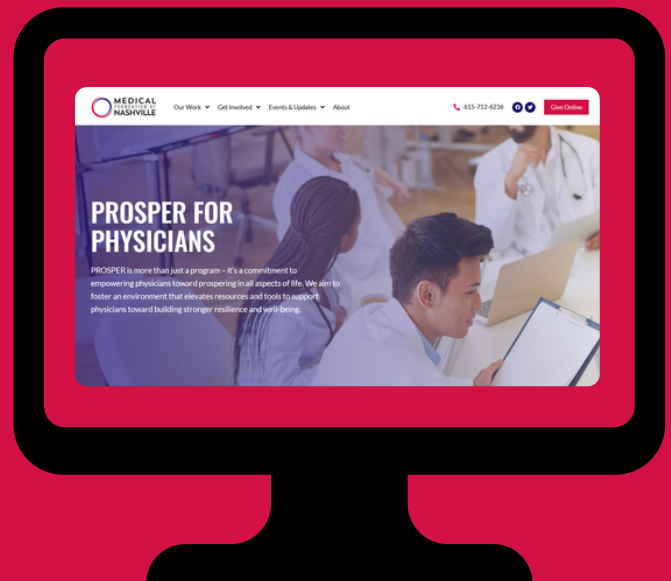 MEDICAL
FOUNDATION OF
NASHVILLE
Our Work
Get Involved
Events & Updates
About
615-712-6236
Give Online
PROSPER FOR
PHYSICIANS
PROSPER is more than just a program – it's a commitment to
empowering physicians toward prospering in all aspects of life. We aim to
foster an environment that elevates resources and tools to support
physicians toward building stronger resilience and well-being.